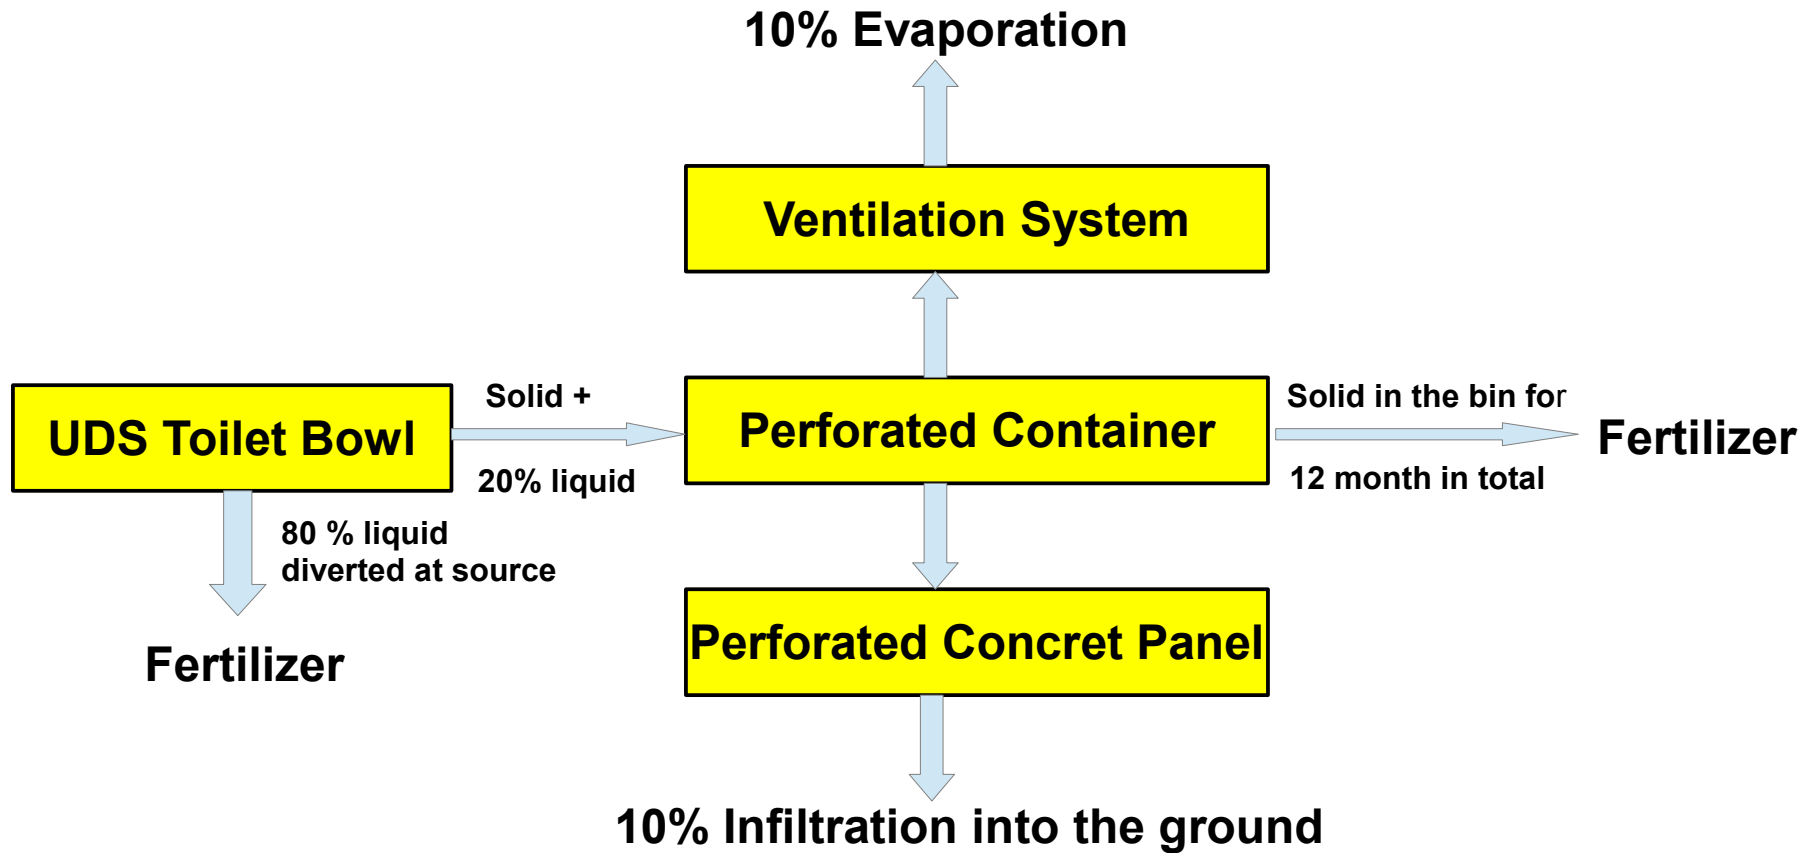 10% Evaporation
Ventilation System
Solid +
Solid in the bin for
UDS Toilet Bowl
Perforated Container
Fertilizer
20% liquid
12 month in total
80 % liquid
diverted at source
Perforated Concret Panel
Fertilizer
10% Infiltration into the ground